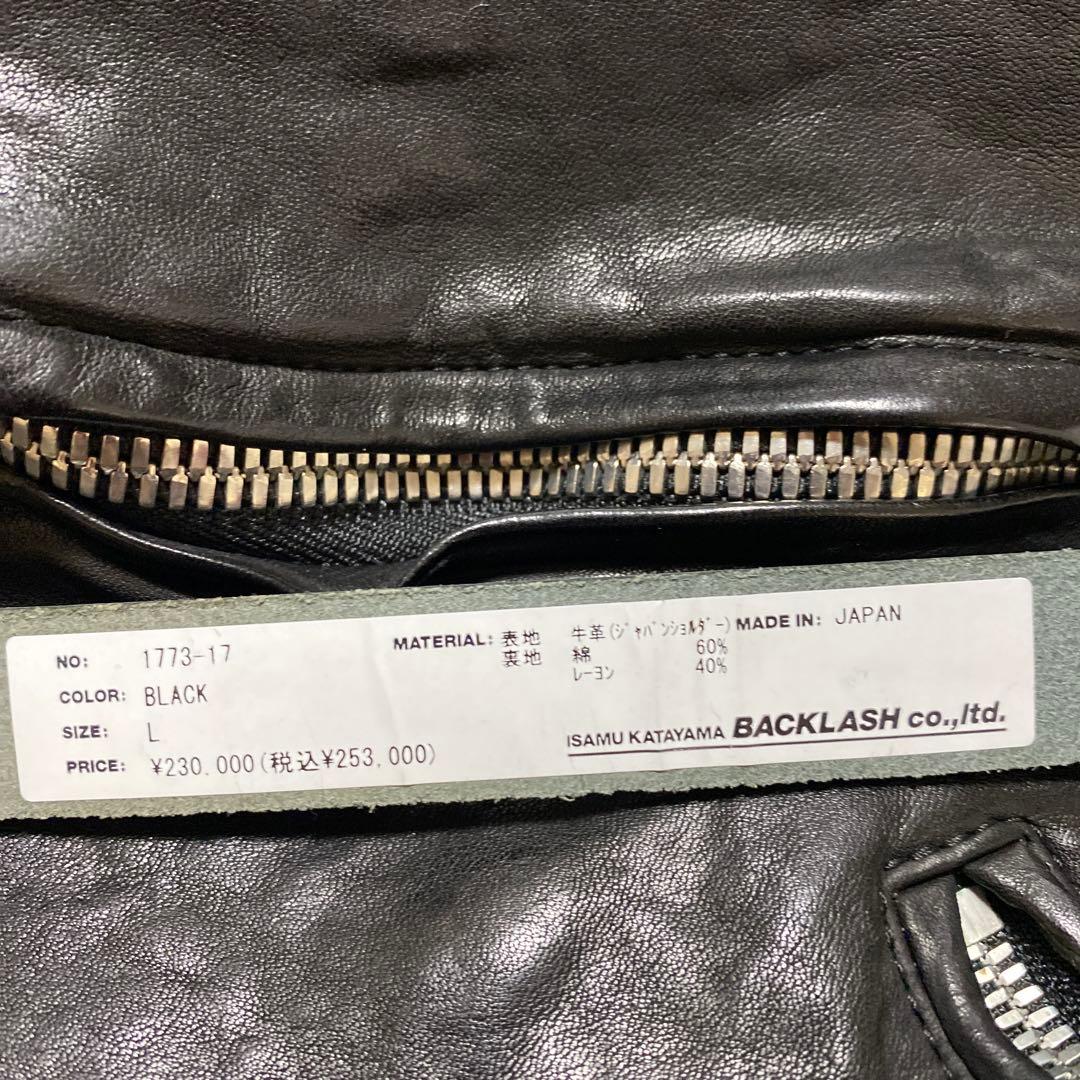 NO: 1773-17
COLOR: BLACK
SIZE: L
PRICE: ¥230,000(税込¥253,000)
MATERIAL: 表地 牛革(ｼﾞｬﾊﾟﾝｼｮﾙﾀﾞｰ)
裏地 綿 60%
ﾚｰﾖﾝ 40%
MADE IN: JAPAN
ISAMU KATAYAMA BACKLASH co.,ltd.